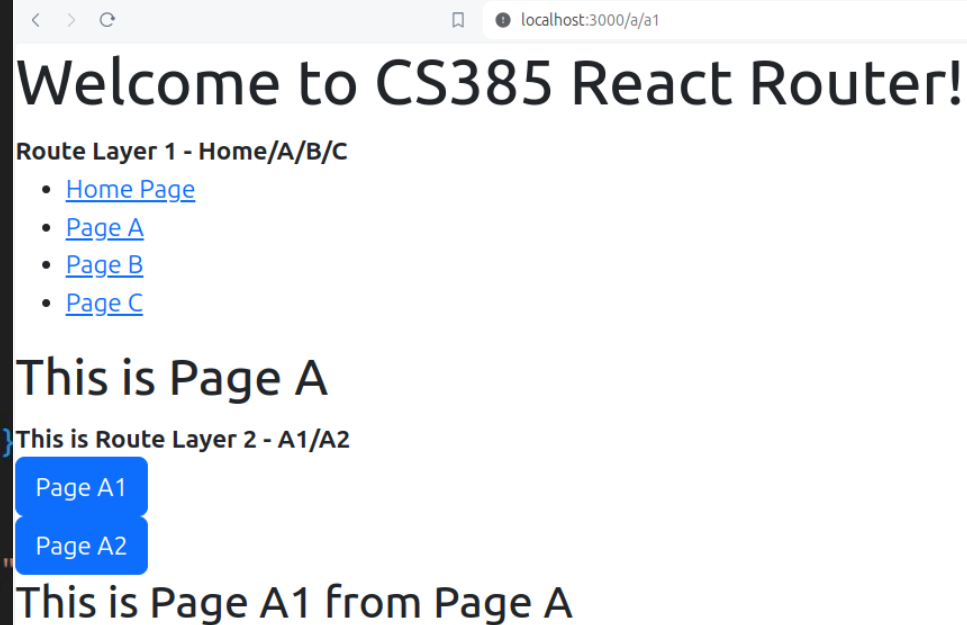 localhost:3000/a/a1
Welcome to CS385 React Router!
Route Layer 1 - Home/A/B/C
Home Page
Page A
Page B
Page C
This is Page A
}
This is Route Layer 2 - A1/A2
Page A1
Page A2
"
This is Page A1 from Page A